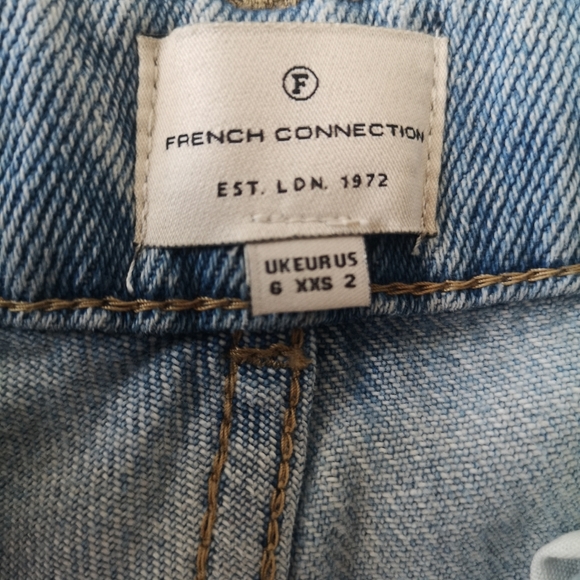 F
FRENCH CONNECTION
EST. LDN. 1972
UK EUR US
6 XXS 2